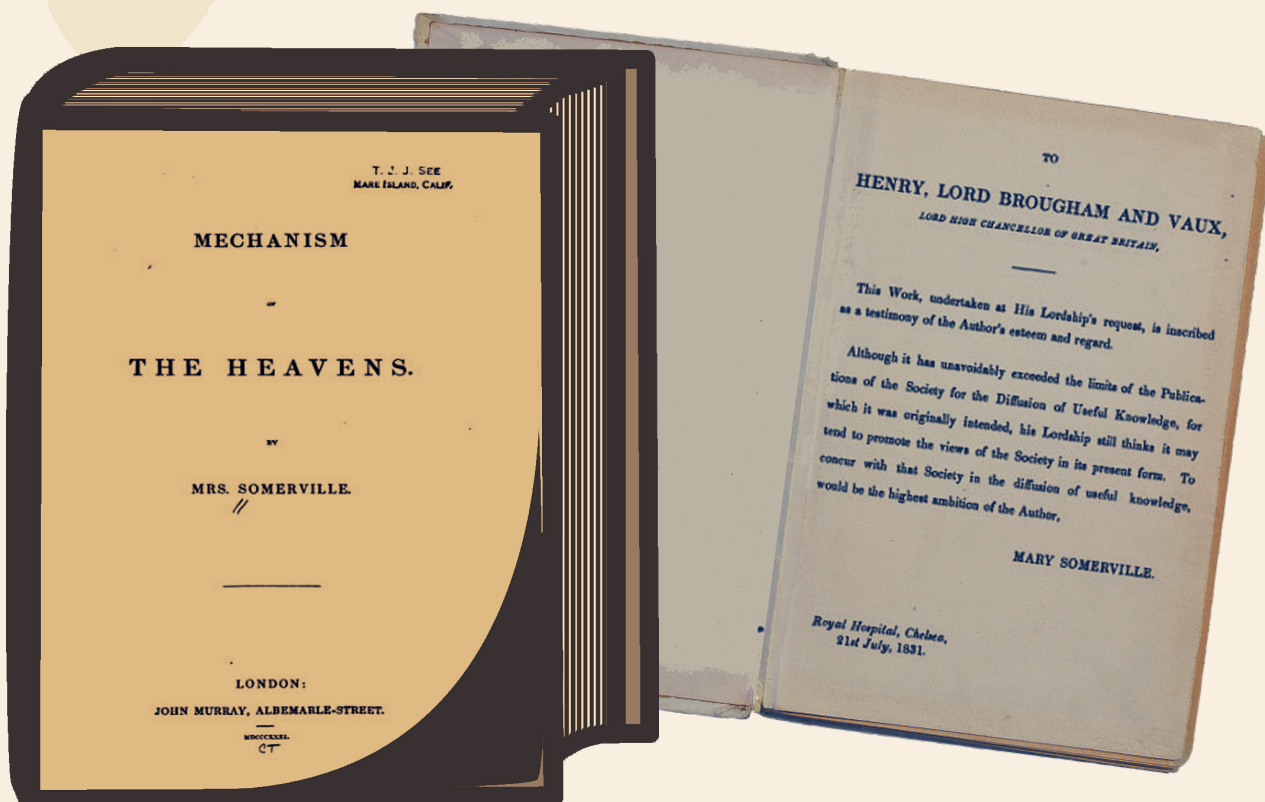 T. J. J. SEE
MARE ISLAND, CALIF.
MECHANISM
OF
THE HEAVENS.
BY
MRS. SOMERVILLE.
LONDON:
JOHN MURRAY, ALBEMARLE-STREET.
MDCCCXXXI.
CT
TO
HENRY, LORD BROUGHAM AND VAUX,
LORD HIGH CHANCELLOR OF GREAT BRITAIN,
This Work, undertaken at His Lordship's request, is inscribed
as a testimony of the Author's esteem and regard.
Although it has unavoidably exceeded the limits of the Publica-
tions of the Society for the Diffusion of Useful Knowledge, for
which it was originally intended, his Lordship still thinks it may
tend to promote the views of the Society in its present form. To
concur with that Society in the diffusion of useful knowledge,
would be the highest ambition of the Author,
MARY SOMERVILLE.
Royal Hospital, Chelsea,
21st July, 1831.